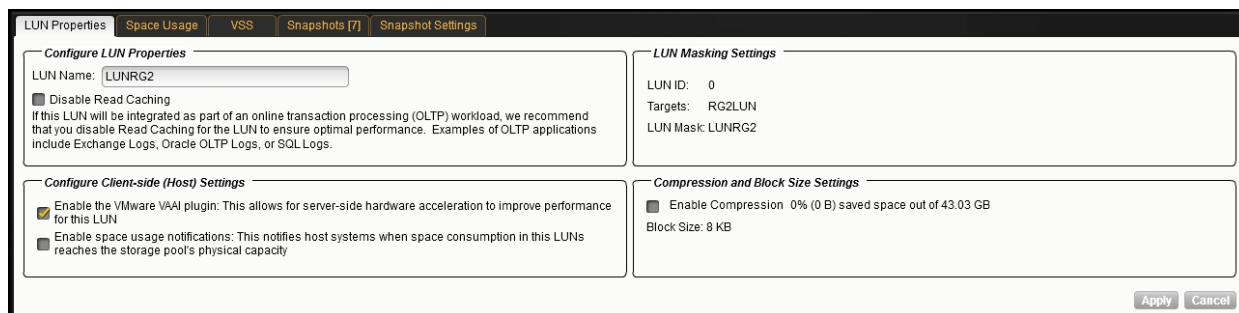 LUN Properties
Space Usage
VSS
Snapshots [7]
Snapshot Settings
Configure LUN Properties
LUN Name: LUNRG2
Disable Read Caching
If this LUN will be integrated as part of an online transaction processing (OLTP) workload, we recommend
that you disable Read Caching for the LUN to ensure optimal performance. Examples of OLTP applications
include Exchange Logs, Oracle OLTP Logs, or SQL Logs.
LUN Masking Settings
LUN ID: 0
Targets: RG2LUN
LUN Mask: LUNRG2
Configure Client-side (Host) Settings
Enable the VMware VAAI plugin: This allows for server-side hardware acceleration to improve performance
for this LUN
Enable space usage notifications: This notifies host systems when space consumption in this LUNs
reaches the storage pool's physical capacity
Compression and Block Size Settings
Enable Compression 0% (0 B) saved space out of 43.03 GB
Block Size: 8 KB
Apply
Cancel